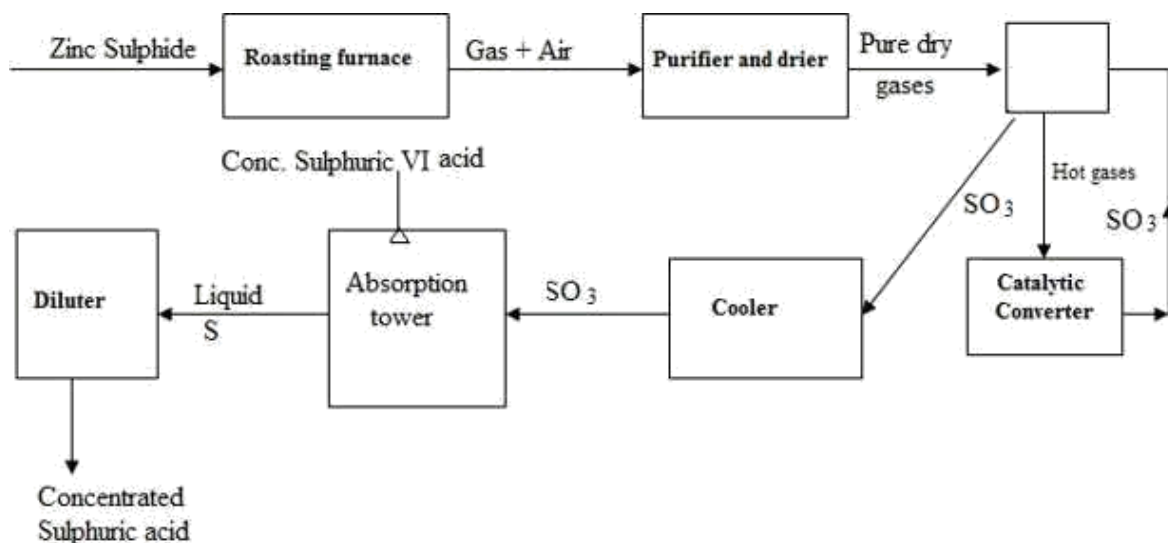 Zinc Sulphide
Roasting furnace
Gas + Air
Purifier and drier
Pure dry
gases
Conc. Sulphuric VI acid
Hot gases
SO3
SO3
Diluter
Liquid
S
Absorption
tower
SO3
Cooler
Catalytic
Converter
Concentrated
Sulphuric acid